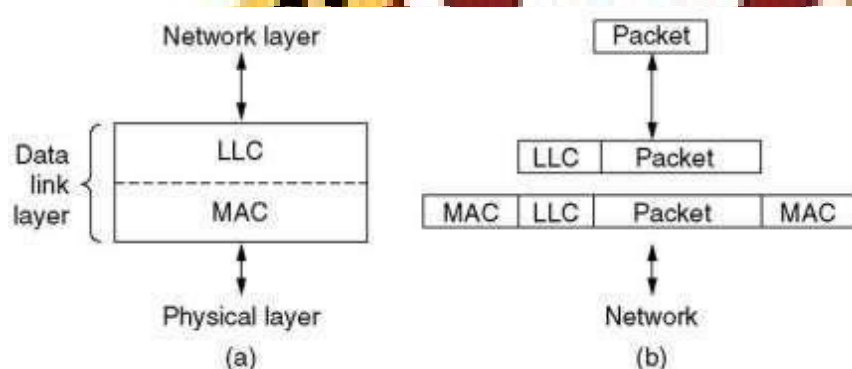 Network layer
Packet
Data
link
layer
LLC
MAC
LLC Packet
MAC LLC Packet MAC
Physical layer
Network
(a)
(b)